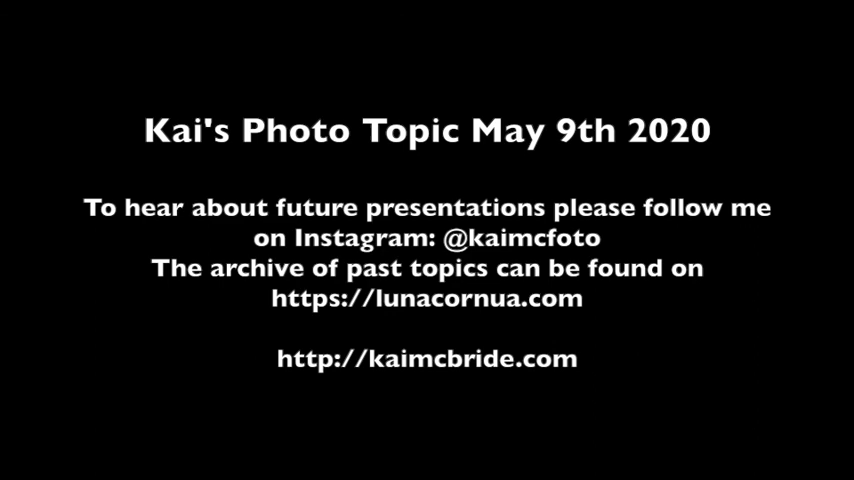 Kai's Photo Topic May 9th 2020
To hear about future presentations please follow me
on Instagram: @kaimcfoto
The archive of past topics can be found on
https://lunacornua.com
http://kaimcbride.com